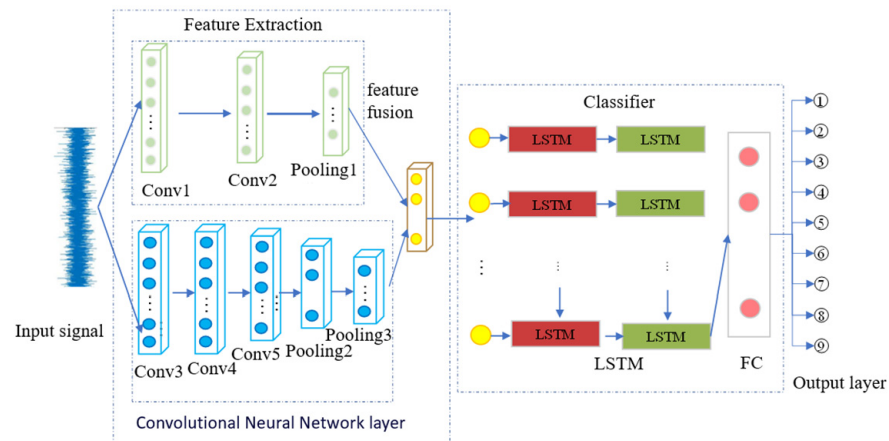 Feature Extraction
feature
fusion
Conv1
Conv2
Pooling1
Input signal
Conv3
Conv4
Conv5
Pooling2
Pooling3
Convolutional Neural Network layer
Classifier
LSTM
LSTM
LSTM
LSTM
LSTM
LSTM
LSTM
FC
①
②
③
④
⑤
⑥
⑦
⑧
⑨
Output layer